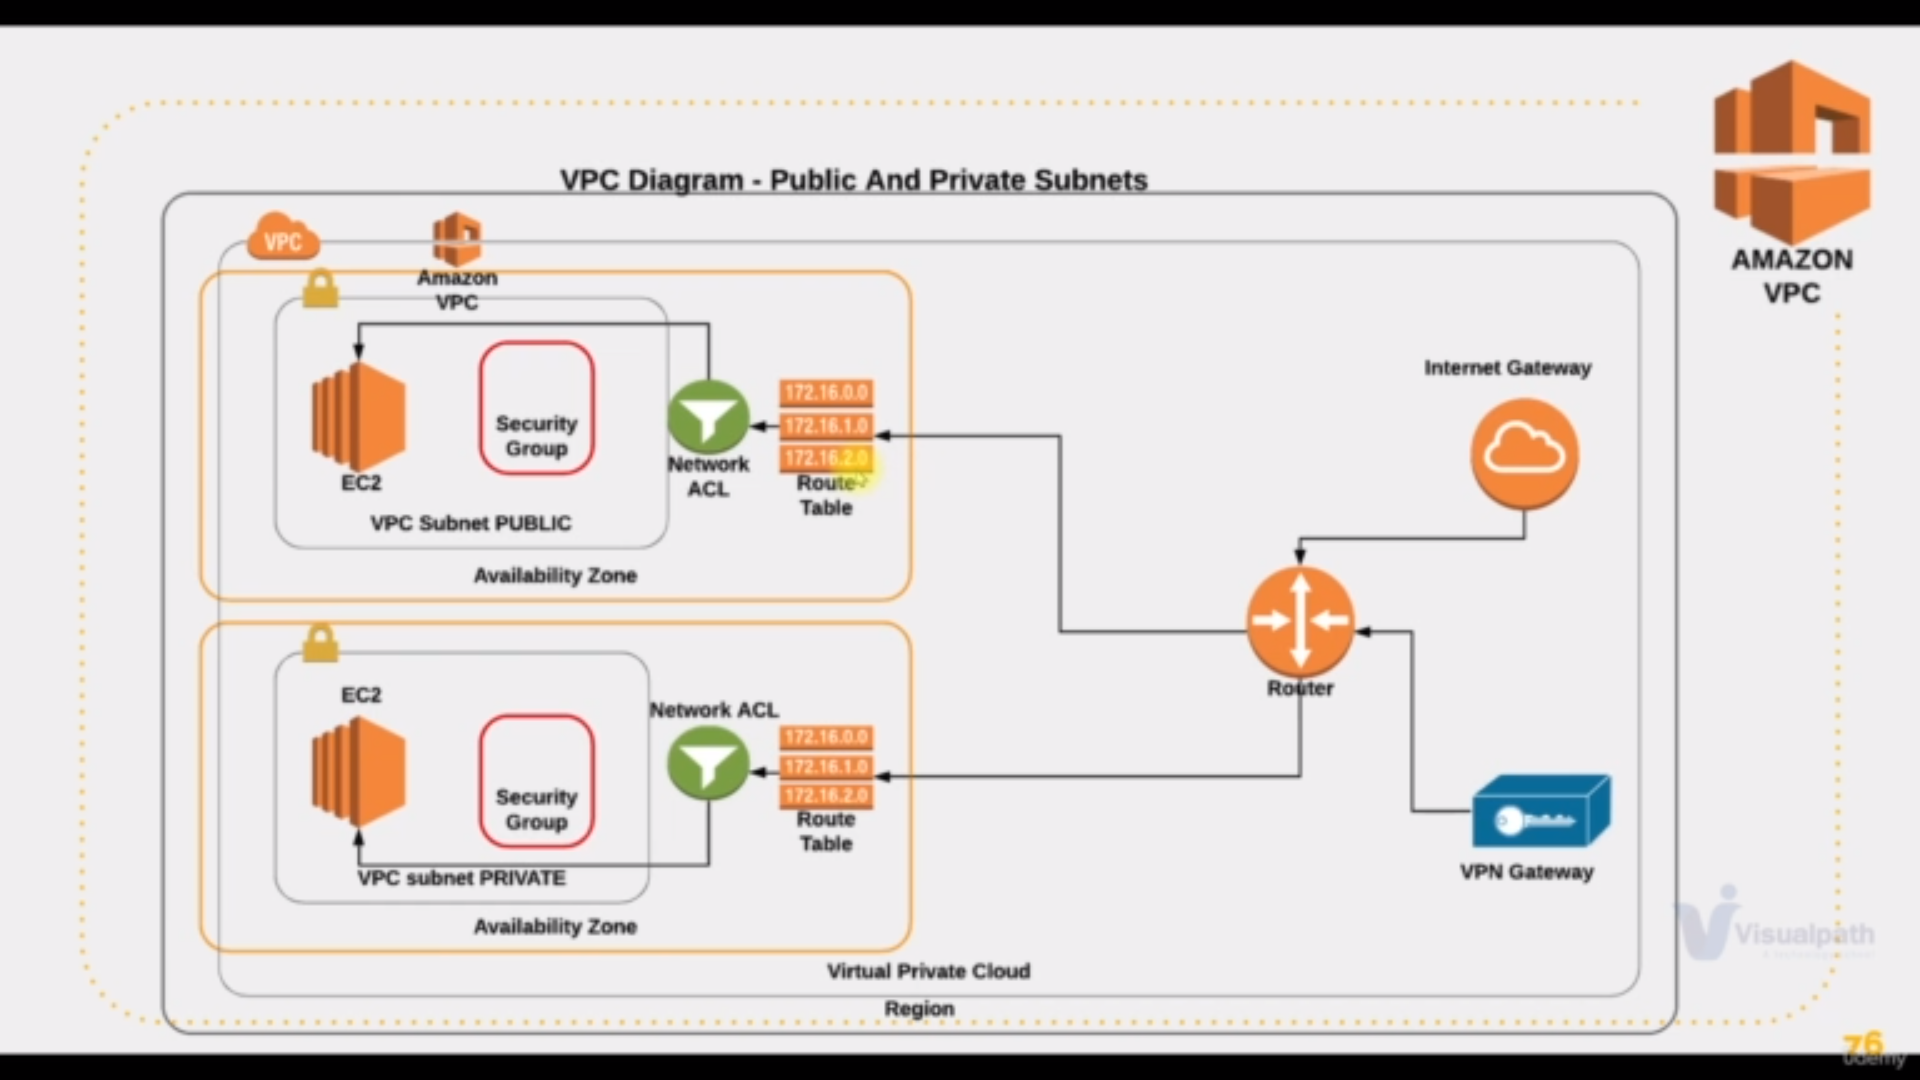 VPC Diagram - Public And Private Subnets
AMAZON
VPC
VPC
Amazon
VPC
Security
Group
EC2
VPC Subnet PUBLIC
Network
ACL
172.16.0.0
172.16.1.0
172.16.2.0
Route
Table
Availability Zone
Internet Gateway
Router
EC2
Security
Group
VPC subnet PRIVATE
Network ACL
172.16.0.0
172.16.1.0
172.16.2.0
Route
Table
Availability Zone
VPN Gateway
Virtual Private Cloud
Region
Visualpath
76
udemy